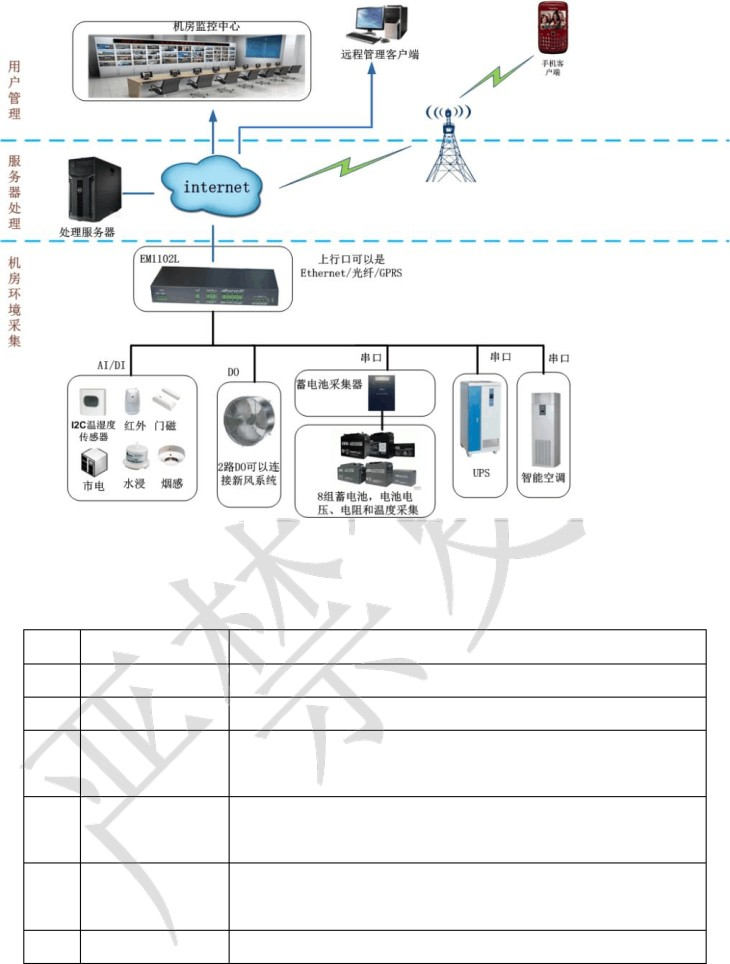 机房监控中心
远程管理客户端
手机客
户端
用户管理
internet
处理服务器
服务器处理
EM1102L
上行口可以是
Ethernet/光纤/GPRS
机房环境采集
AI/DI
DO
串口
串口
串口
I2C温湿度
传感器
红外
门磁
市电
水浸
烟感
2路DO可以连
接新风系统
蓄电池采集器
8组蓄电池，电池电
压、电阻和温度采集
UPS
智能空调
严禁